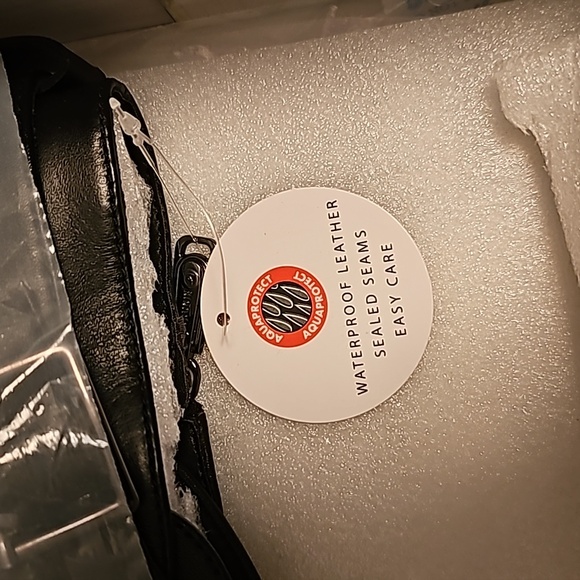 AQUAPROTECT
AQUAPROTECT
WATERPROOF LEATHER
SEALED SEAMS
EASY CARE